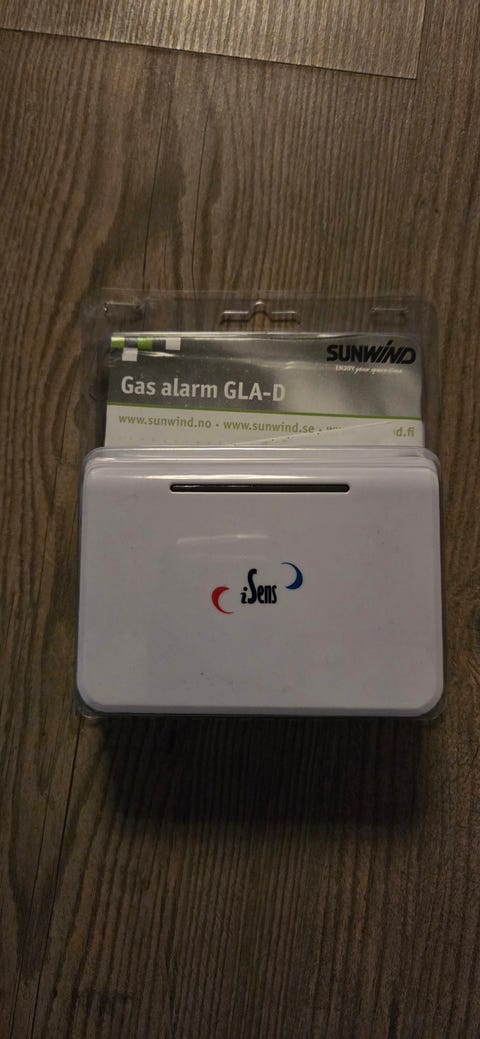 SUNWIND
ENJOY your spare time
Gas alarm GLA-D
www.sunwind.no • www.sunwind.se •
iSens